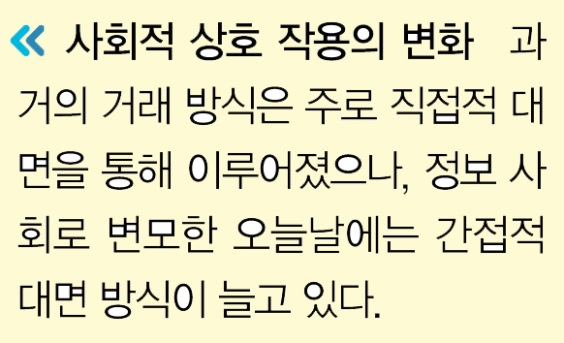 ≪ 사회적 상호 작용의 변화 과
거의 거래 방식은 주로 직접적 대
면을 통해 이루어졌으나, 정보 사
회로 변모한 오늘날에는 간접적
대면 방식이 늘고 있다.